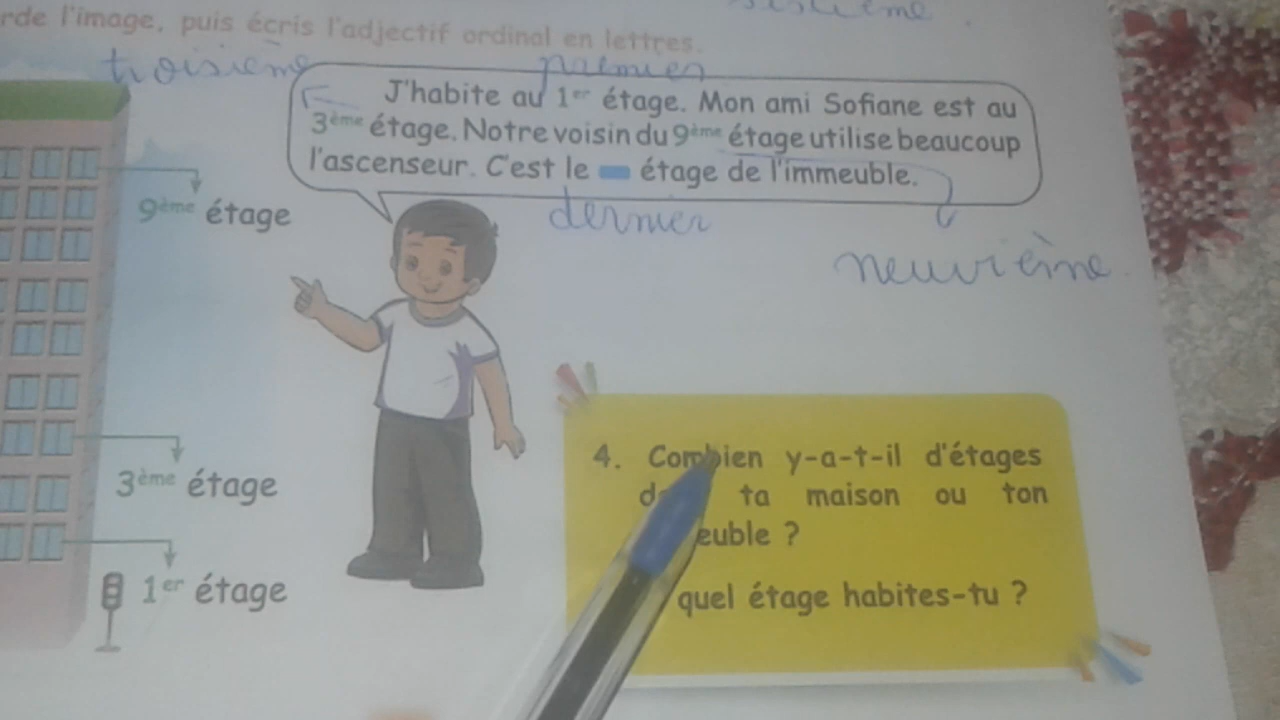 sixième
rde l'image, puis écris l'adjectif ordinal en lettres.
troisième
premier
J'habite au 1er étage. Mon ami Sofiane est au
3ème étage. Notre voisin du 9ème étage utilise beaucoup
l'ascenseur. C'est le étage de l'immeuble.
dernier
neuvième
9ème étage
3ème étage
1er étage
4. Combien y-a-t-il d'étages
ta maison ou ton
euble ?
quel étage habites-tu ?